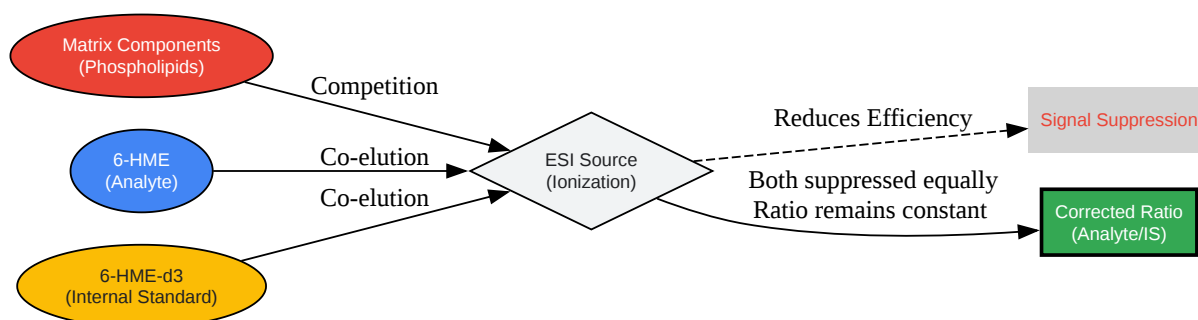 Matrix Components
(Phospholipids)
Competition
6-HME
(Analyte)
Co-elution
Co-elution
6-HME-d3
(Internal Standard)
ESI Source
(Ionization)
Reduces Efficiency
Signal Suppression
Both suppressed equally
Ratio remains constant
Corrected Ratio
(Analyte/IS)